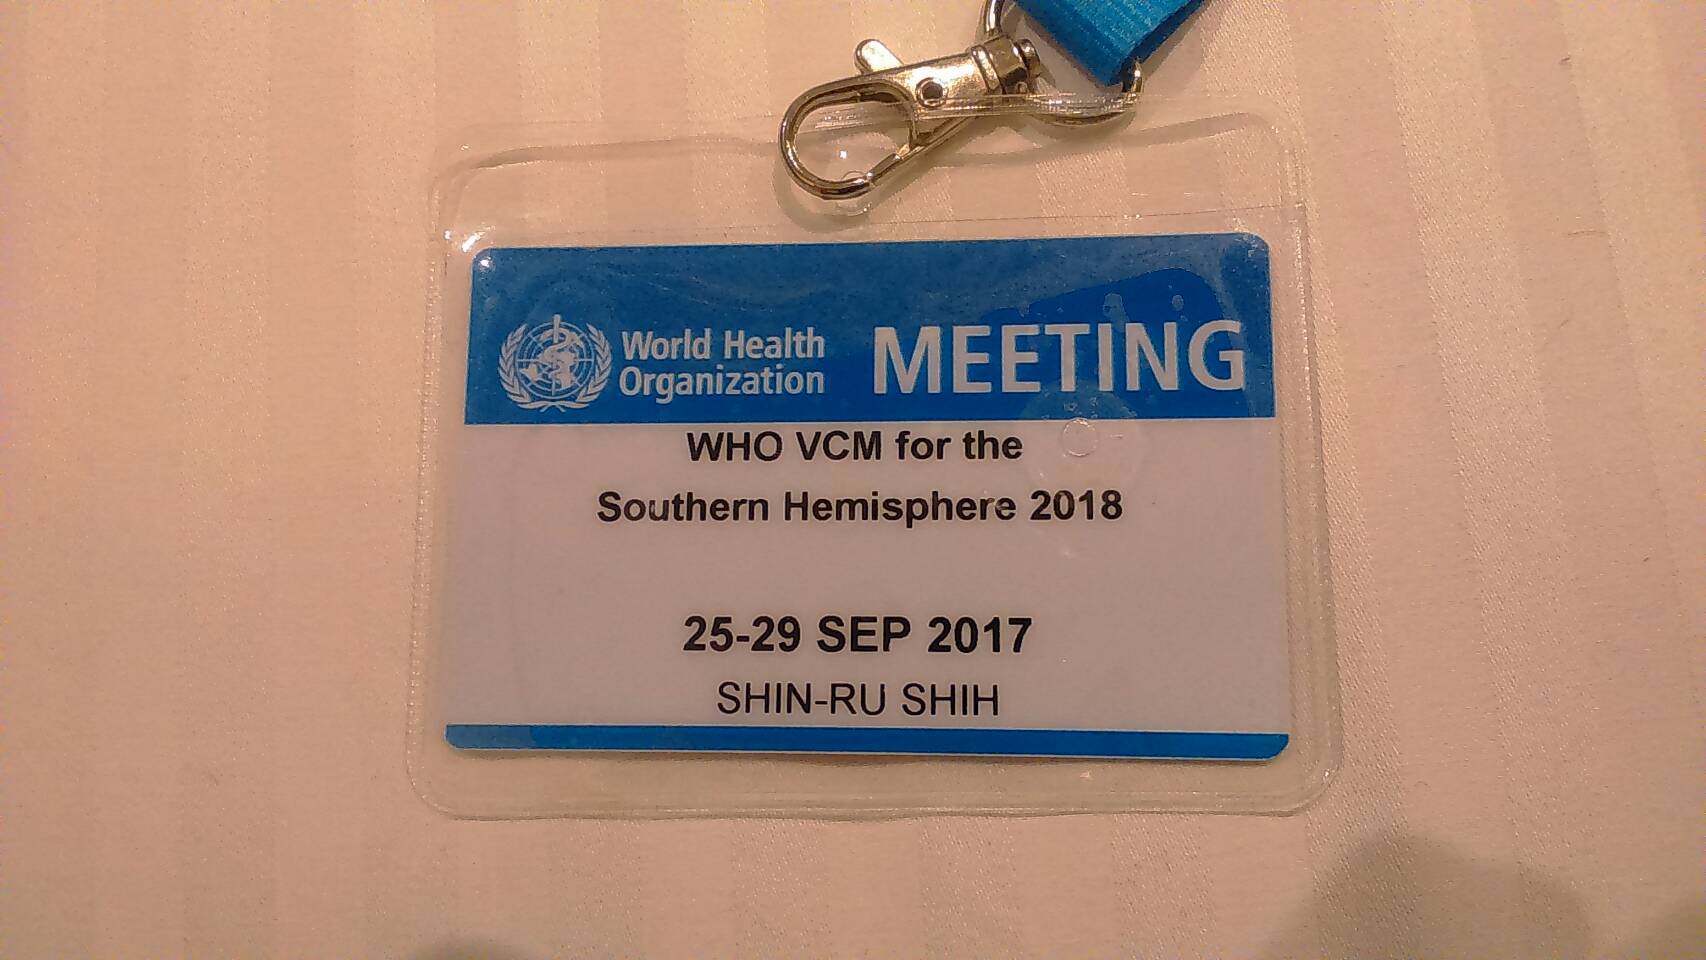 World Health
Organization
MEETING
WHO VCM for the
Southern Hemisphere 2018
25-29 SEP 2017
SHIN-RU SHIH